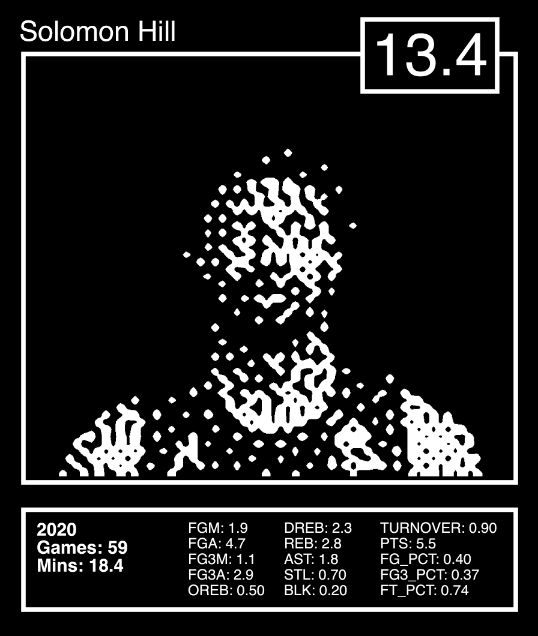 Solomon Hill
13.4
2020
Games: 59
Mins: 18.4
FGM: 1.9
FGA: 4.7
FG3M: 1.1
FG3A: 2.9
OREB: 0.50
DREB: 2.3
REB: 2.8
AST: 1.8
STL: 0.70
BLK: 0.20
TURNOVER: 0.90
PTS: 5.5
FG_PCT: 0.40
FG3_PCT: 0.37
FT_PCT: 0.74